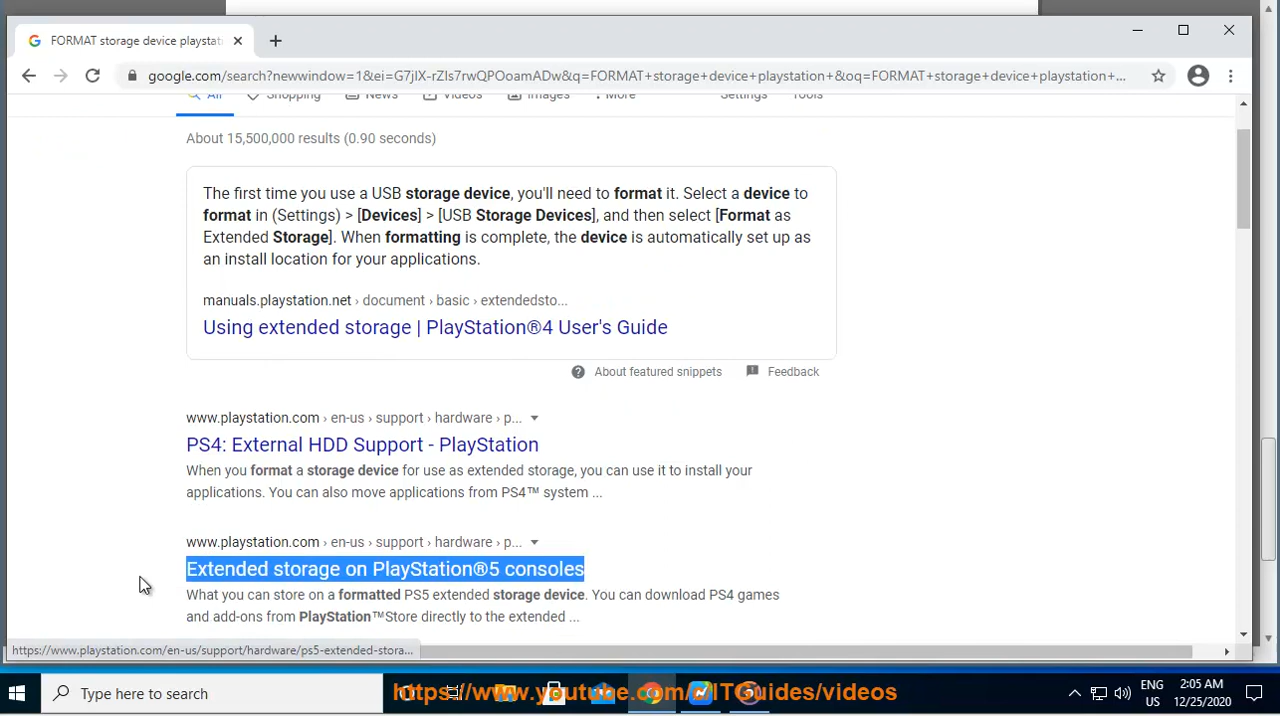 FORMAT storage device playstati
google.com/search?newwindow=1&ei=G7jIX-rZIs7rwQPOoamADw&q=FORMAT+storage+device+playstation+&oq=FORMAT+storage+device+playstation+...
All Shopping News Videos Images More Settings Tools
About 15,500,000 results (0.90 seconds)
The first time you use a USB storage device, you'll need to format it. Select a device to
format in (Settings) > [Devices] > [USB Storage Devices], and then select [Format as
Extended Storage]. When formatting is complete, the device is automatically set up as
an install location for your applications.
manuals.playstation.net › document › basic › extendedsto...
Using extended storage | PlayStation®4 User's Guide
About featured snippets Feedback
www.playstation.com › en-us › support › hardware › p...
PS4: External HDD Support - PlayStation
When you format a storage device for use as extended storage, you can use it to install your
applications. You can also move applications from PS4™ system ...
www.playstation.com › en-us › support › hardware › p...
Extended storage on PlayStation®5 consoles
What you can store on a formatted PS5 extended storage device. You can download PS4 games
and add-ons from PlayStation™Store directly to the extended ...
https://www.playstation.com/en-us/support/hardware/ps5-extended-stora...
Type here to search
ENG
US
2:05 AM
12/25/2020